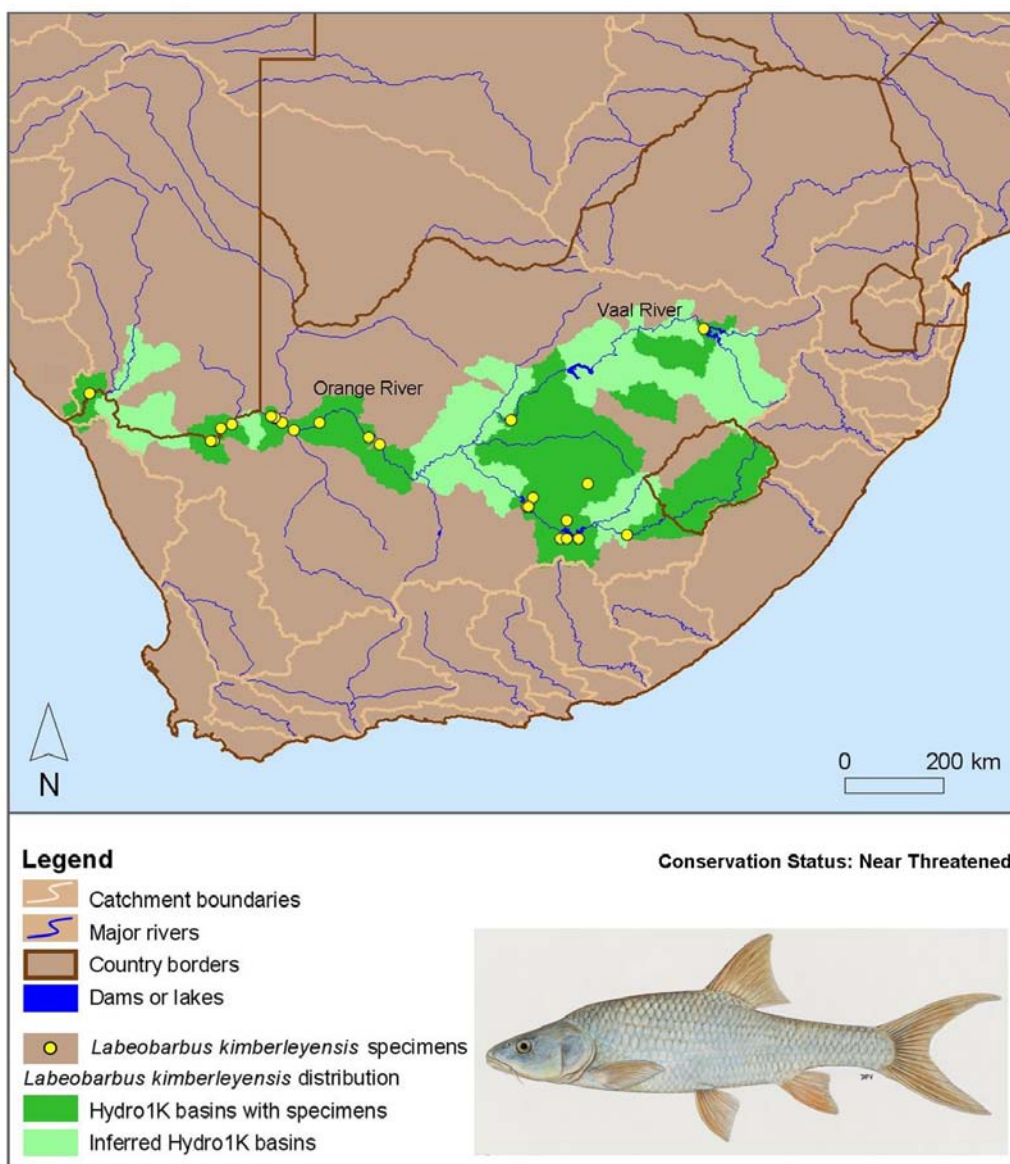 Vaal River
Orange River
0 200 km
N
Legend
Conservation Status: Near Threatened
Catchment boundaries
Major rivers
Country borders
Dams or lakes
Labeobarbus kimberleyensis specimens
Labeobarbus kimberleyensis distribution
Hydro1K basins with specimens
Inferred Hydro1K basins